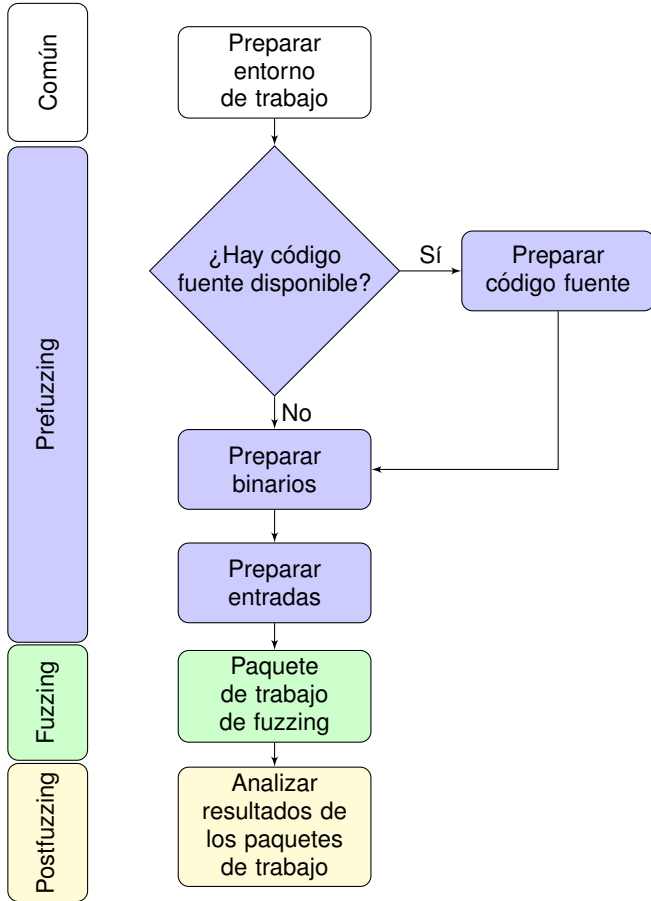 Común
Preparar
entorno
de trabajo
Prefuzzing
¿Hay código
fuente disponible?
Sí
Preparar
código fuente
No
Preparar
binarios
Preparar
entradas
Fuzzing
Paquete
de trabajo
de fuzzing
Postfuzzing
Analizar
resultados de
los paquetes
de trabajo